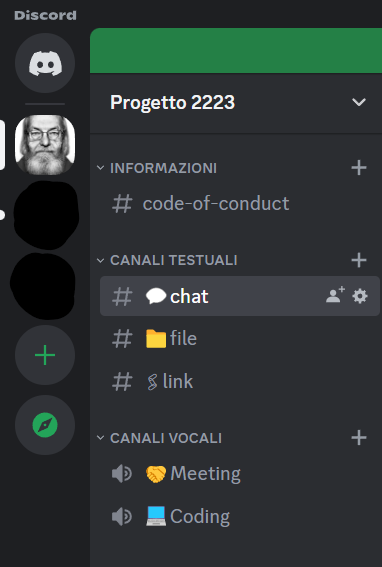 Discord
Progetto 2223
INFORMAZIONI
code-of-conduct
CANALI TESTUALI
chat
file
link
CANALI VOCALI
Meeting
Coding